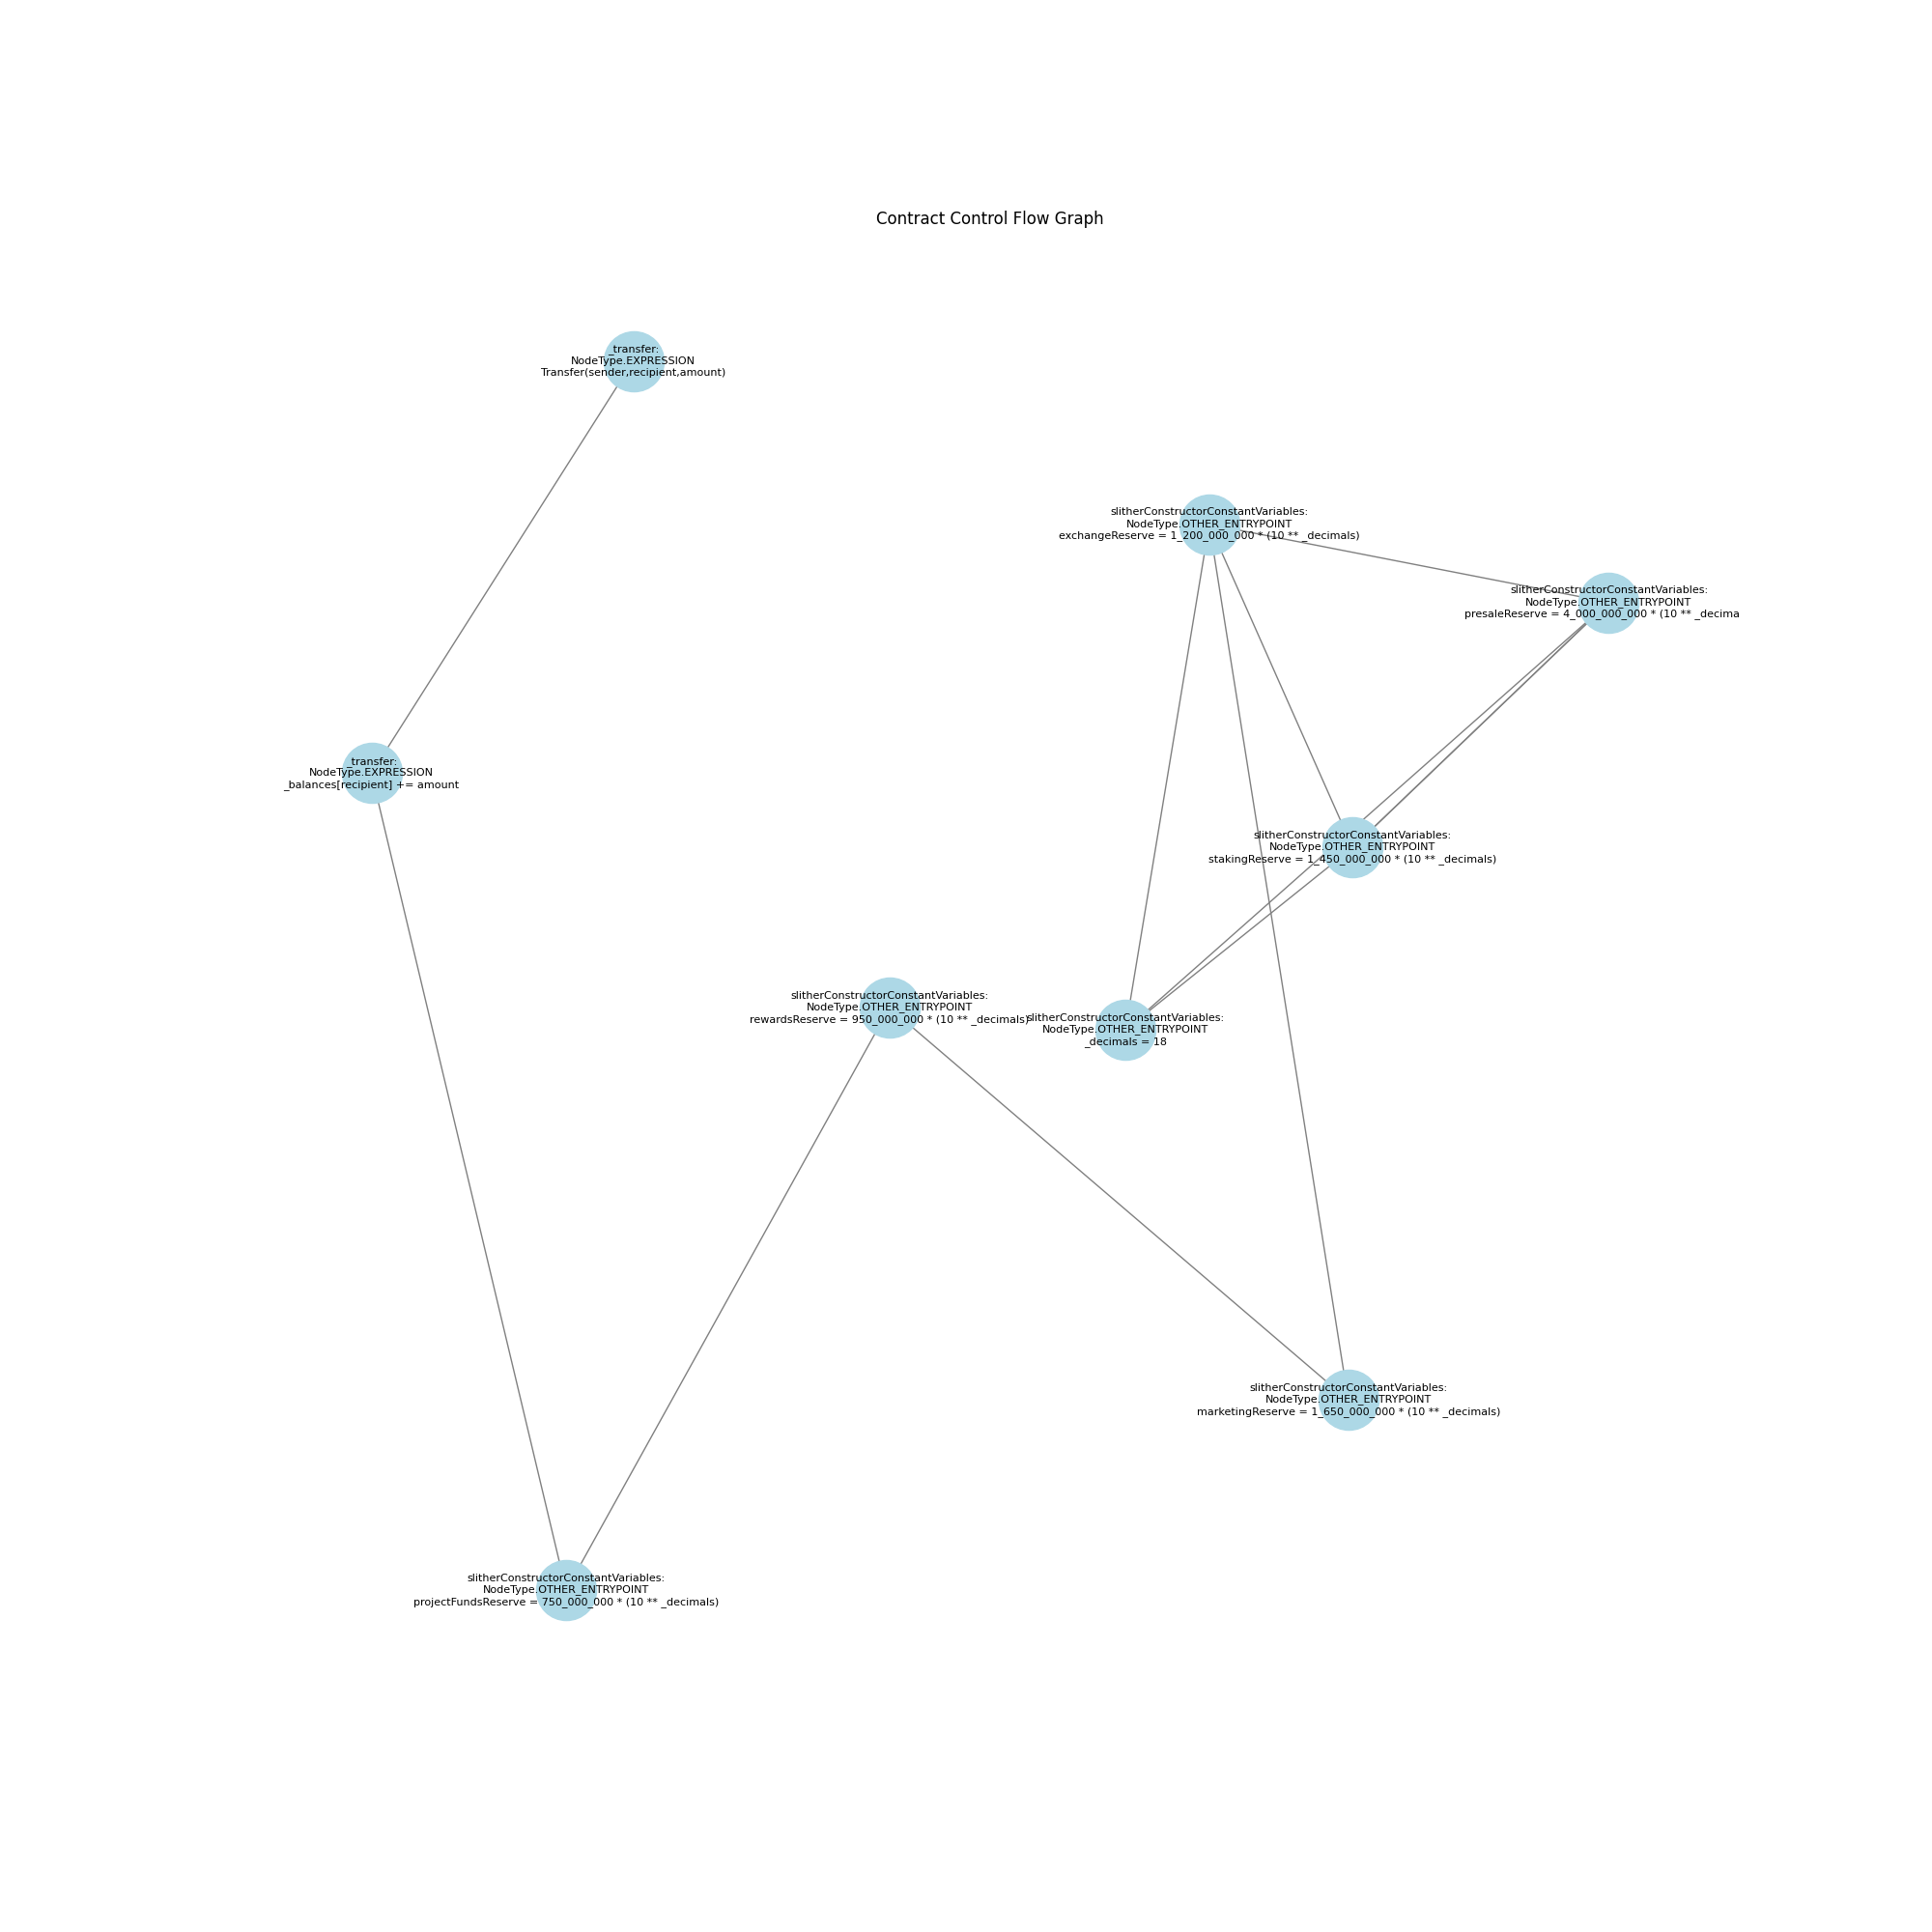 Contract Control Flow Graph
_transfer:
NodeType.EXPRESSION
Transfer(sender,recipient,amount)
slitherConstructorConstantVariables:
NodeType.OTHER_ENTRYPOINT
exchangeReserve = 1_200_000_000 * (10 ** _decimals)
slitherConstructorConstantVariables:
NodeType.OTHER_ENTRYPOINT
presaleReserve = 4_000_000_000 * (10 ** _decima
_transfer:
NodeType.EXPRESSION
_balances[recipient] += amount
slitherConstructorConstantVariables:
NodeType.OTHER_ENTRYPOINT
stakingReserve = 1_450_000_000 * (10 ** _decimals)
slitherConstructorConstantVariables:
NodeType.OTHER_ENTRYPOINT
rewardsReserve = 950_000_000 * (10 ** _decimals)
slitherConstructorConstantVariables:
NodeType.OTHER_ENTRYPOINT
_decimals = 18
slitherConstructorConstantVariables:
NodeType.OTHER_ENTRYPOINT
marketingReserve = 1_650_000_000 * (10 ** _decimals)
slitherConstructorConstantVariables:
NodeType.OTHER_ENTRYPOINT
projectFundsReserve = 750_000_000 * (10 ** _decimals)